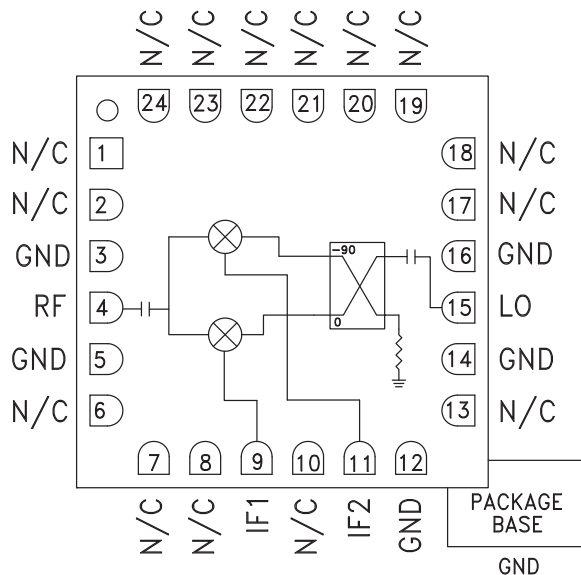 N/C N/C N/C N/C N/C N/C
24 23 22 21 20 19
N/C 1
18 N/C
N/C 2
17 N/C
GND 3
16 GND
-90
RF 4
15 LO
0
GND 5
14 GND
N/C 6
13 N/C
7 8 9 10 11 12
N/C N/C IF1 N/C IF2 GND
PACKAGE
BASE
GND